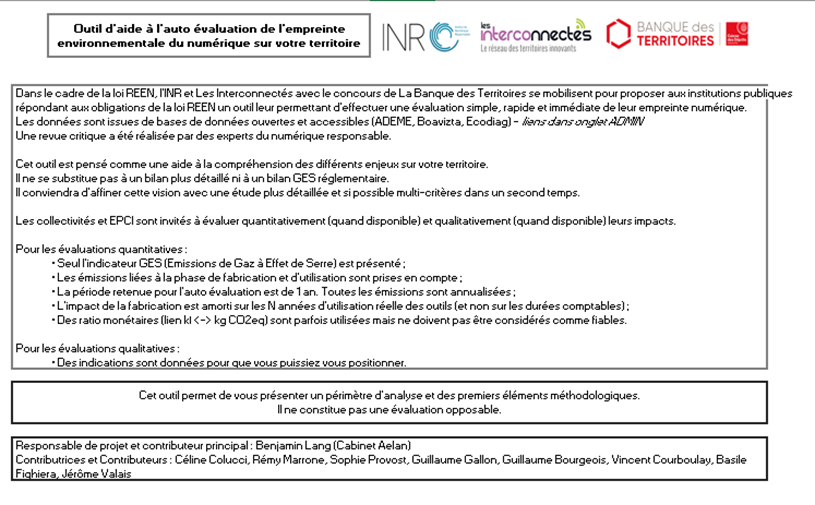 Outil d'aide à l'auto évaluation de l'empreinte
environnementale du numérique sur votre territoire
INR
les
interconnectés
Le réseau des territoires innovants
BANQUE des
TERRITOIRES
Dans le cadre de la loi REEN, l'INR et Les Interconnectés avec le concours de La Banque des Territoires se mobilisent pour proposer aux institutions publiques
répondant aux obligations de la loi REEN un outil leur permettant d'effectuer une évaluation simple, rapide et immédiate de leur empreinte numérique.
Les données sont issues de bases de données ouvertes et accessibles (ADEME, Boavizta, Ecodiag) - liens dans onglet ADMIN
Une revue critique a été réalisée par des experts du numérique responsable.
Cet outil est pensé comme une aide à la compréhension des différents enjeux sur votre territoire.
Il ne se substitue pas à un bilan plus détaillé ni à un bilan GES réglementaire.
Il conviendra d'affiner cette vision avec une étude plus détaillée et si possible multi-critères dans un second temps.
Les collectivités et EPCI sont invités à évaluer quantitativement (quand disponible) et qualitativement (quand disponible) leurs impacts.
Pour les évaluations quantitatives :
• Seul l'indicateur GES (Emissions de Gaz à Effet de Serre) est présenté ;
• Les émissions liées à la phase de fabrication et d'utilisation sont prises en compte ;
• La période retenue pour l'auto évaluation est de 1 an. Toutes les émissions sont annualisées ;
• L'impact de la fabrication est amorti sur les N années d'utilisation réelle des outils (et non sur les durées comptables) ;
• Des ratio monétaires (lien k€ <-> kg CO2eq) sont parfois utilisées mais ne doivent pas être considérés comme fiables.
Pour les évaluations qualitatives :
• Des indications sont données pour que vous puissiez vous positionner.
Cet outil permet de vous présenter un périmètre d'analyse et des premiers éléments méthodologiques.
Il ne constitue pas une évaluation opposable.
Responsable de projet et contributeur principal : Benjamin Lang (Cabinet Aelan)
Contributrices et Contributeurs : Céline Colucci, Rémy Marrone, Sophie Provost, Guillaume Gallon, Guillaume Bourgeois, Vincent Courboulay, Basile
Fighiera, Jérôme Valais